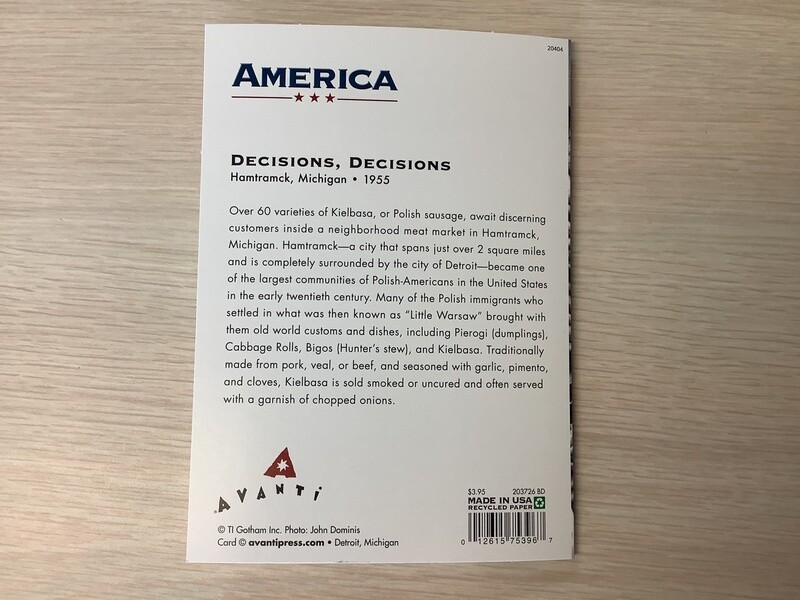 20404
AMERICA
DECISIONS, DECISIONS
Hamtramck, Michigan • 1955
Over 60 varieties of Kielbasa, or Polish sausage, await discerning
customers inside a neighborhood meat market in Hamtramck,
Michigan. Hamtramck—a city that spans just over 2 square miles
and is completely surrounded by the city of Detroit—became one
of the largest communities of Polish-Americans in the United States
in the early twentieth century. Many of the Polish immigrants who
settled in what was then known as “Little Warsaw” brought with
them old world customs and dishes, including Pierogi (dumplings),
Cabbage Rolls, Bigos (Hunter’s stew), and Kielbasa. Traditionally
made from pork, veal, or beef, and seasoned with garlic, pimento,
and cloves, Kielbasa is sold smoked or uncured and often served
with a garnish of chopped onions.
AVANTI
© TI Gotham Inc. Photo: John Dominis
Card © avantipress.com • Detroit, Michigan
$3.95 203726 BD
MADE IN USA
RECYCLED PAPER
0 12615 75396 7